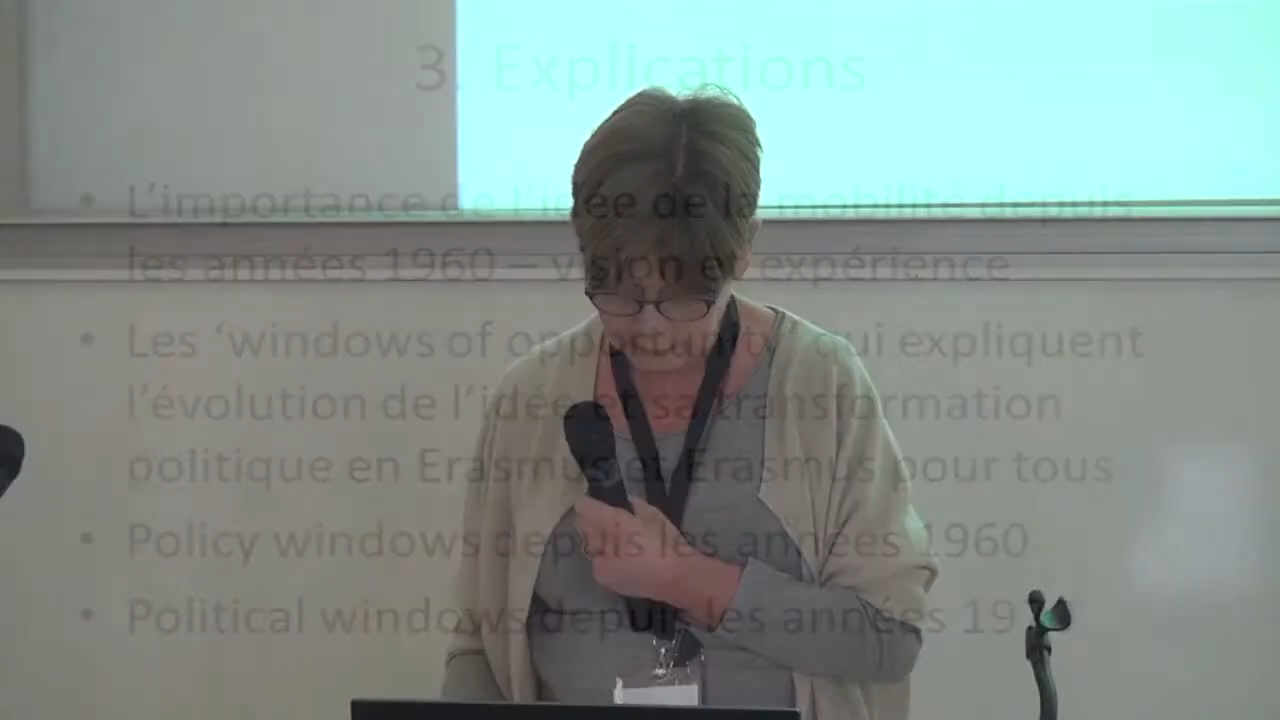 3. Explications
• L'importance de l'idée de la mobilité depuis
les années 1960 – vision et expérience
• Les ‘windows of opportunity’ qui expliquent
l'évolution de l'idée et sa transformation
politique en Erasmus et Erasmus pour tous
• Policy windows depuis les années 1960
• Political windows depuis les années 19